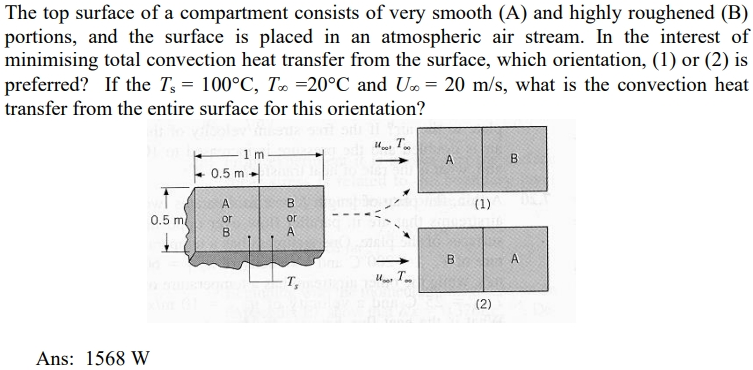 The top surface of a compartment consists of very smooth (A) and highly roughened (B)
portions, and the surface is placed in an atmospheric air stream. In the interest of
minimising total convection heat transfer from the surface, which orientation, (1) or (2) is
preferred? If the Tₛ = 100°C, T∞ =20°C and U∞ = 20 m/s, what is the convection heat
transfer from the entire surface for this orientation?
1 m
0.5 m
0.5 m
A
or
B
B
or
A
Tₛ
u∞, T∞
A B
(1)
u∞, T∞
B A
(2)
Ans: 1568 W